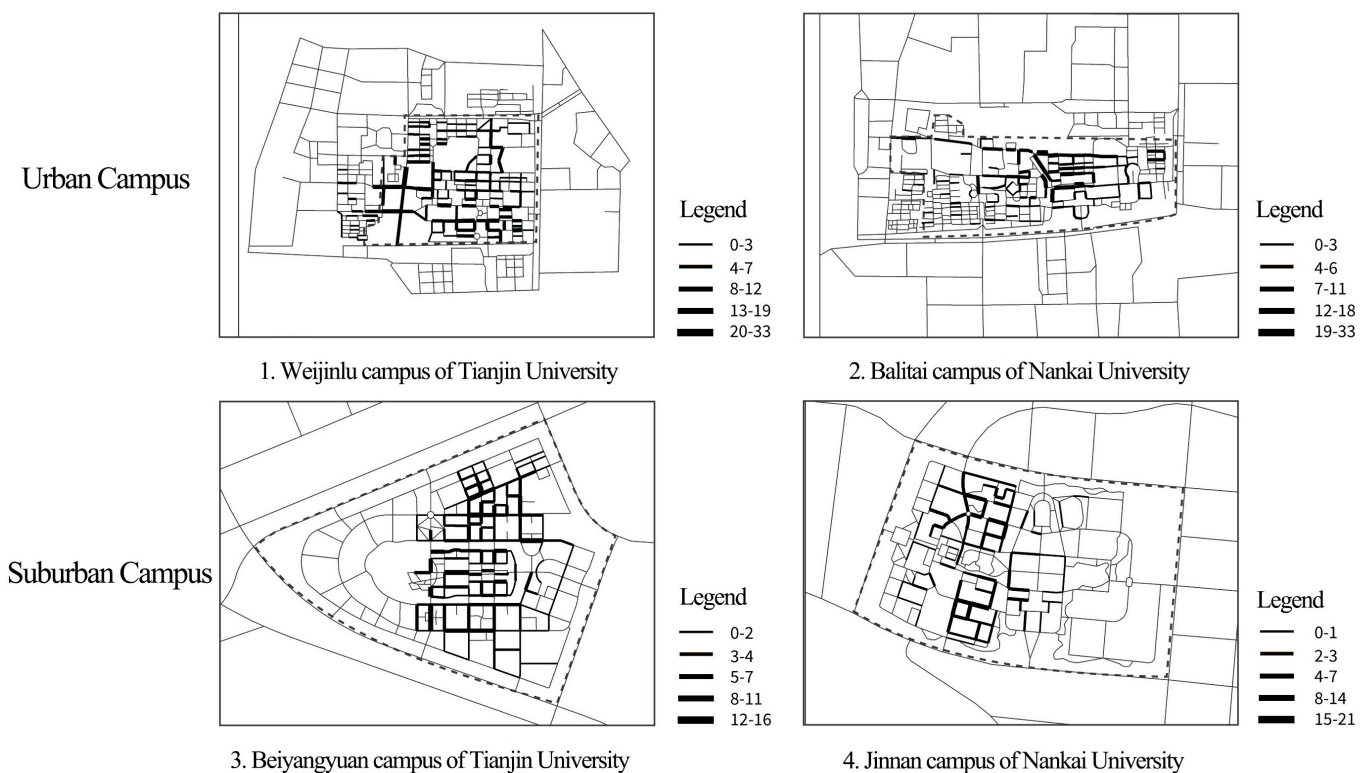 Urban Campus
Legend
0-3
4-7
8-12
13-19
20-33
1. Weijinlu campus of Tianjin University
Legend
0-3
4-6
7-11
12-18
19-33
2. Balitai campus of Nankai University
Suburban Campus
Legend
0-2
3-4
5-7
8-11
12-16
3. Beiyangyuan campus of Tianjin University
Legend
0-1
2-3
4-7
8-14
15-21
4. Jinnan campus of Nankai University